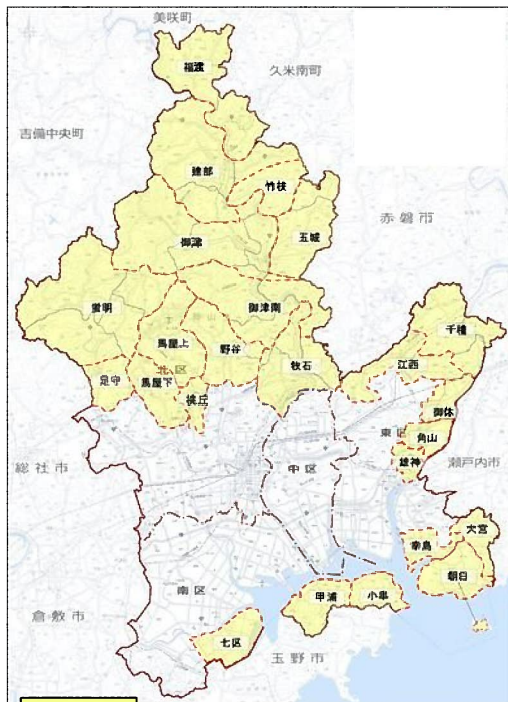 美咲町
福渡
久米南町
吉備中央町
建部
竹枝
赤磐市
五城
御津
蛍明
御津南
千種
馬屋上
野谷
江西
北区
牧石
足守
馬屋下
桃丘
御休
東区
角山
雄神
総社市
中区
瀬戸内市
大宮
幸島
朝日
南区
甲浦
小串
倉敷市
七区
玉野市